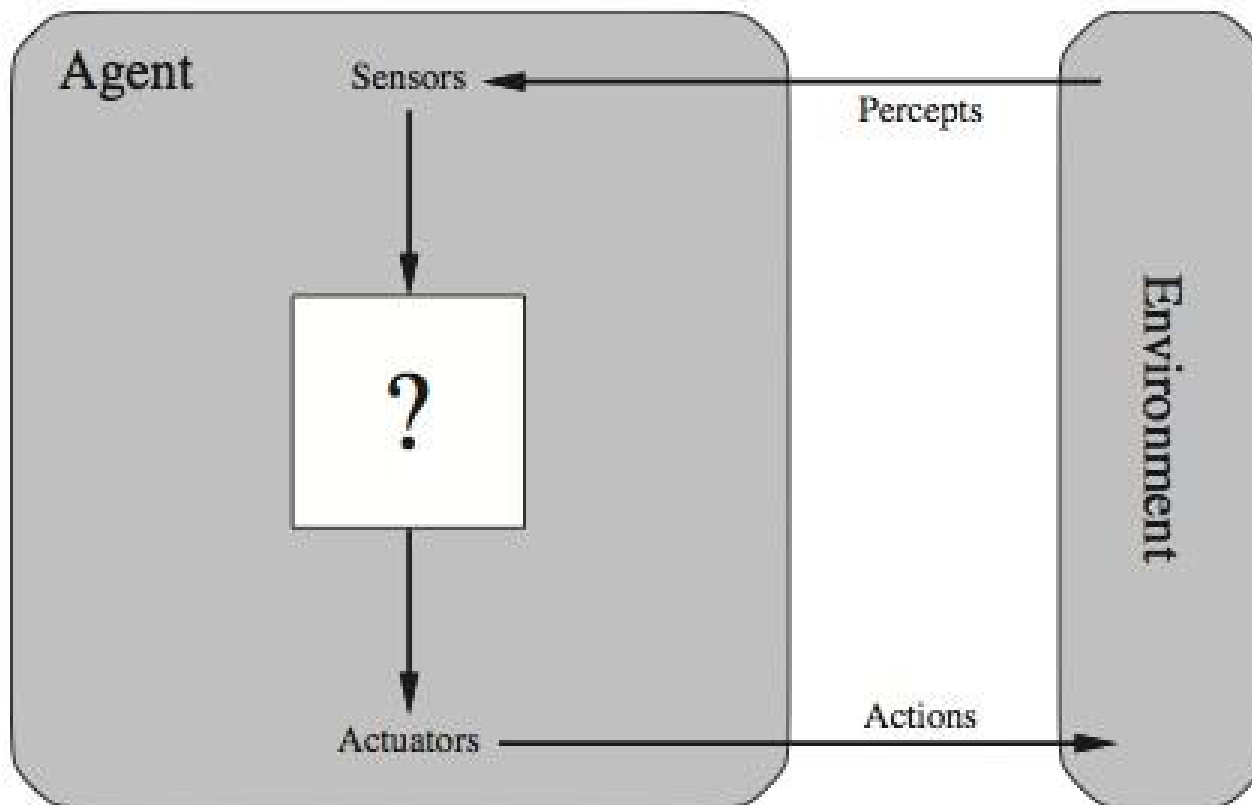 Agent
Sensors
Percepts
?
Environment
Actions
Actuators